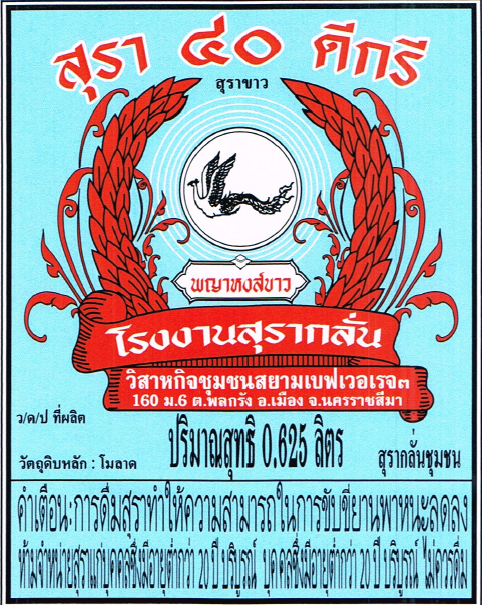 สุรา ๔๐ ดีกรี
สุราขาว
พญาหงส์ขาว
โรงงานสุรากลั่น
วิสาหกิจชุมชนสยามเบฟเวอเรจ๓
160 ม.6 ต.พลกรัง อ.เมือง จ.นครราชสีมา
ว/ด/ป ที่ผลิต
ปริมาณสุทธิ 0.625 ลิตร
วัตถุดิบหลัก : โมลาด
สุรากลั่นชุมชน
คำเตือน:การดื่มสุราทำให้ความสามารถในการขับขี่ยานพาหนะลดลง
ห้ามจำหน่ายสุราแก่บุคคลซึ่งมีอายุต่ำกว่า 20 ปี บริบูรณ์ บุคคลซึ่งมีอายุต่ำกว่า 20 ปี บริบูรณ์ ไม่ควรดื่ม